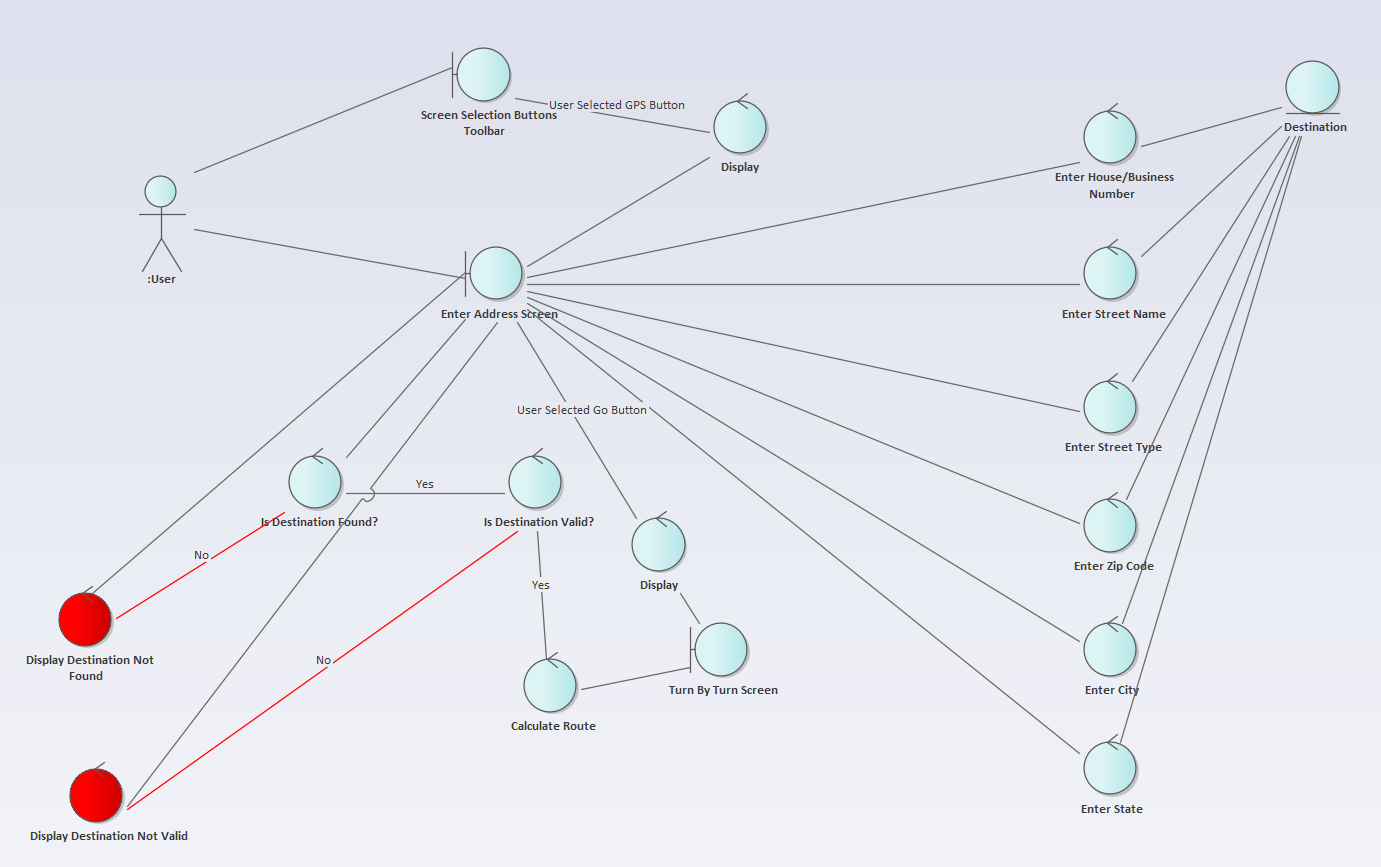 Screen Selection Buttons
Toolbar
User Selected GPS Button
Display
Destination
Enter House/Business
Number
:User
Enter Address Screen
Enter Street Name
User Selected Go Button
Enter Street Type
Yes
Is Destination Found?
Is Destination Valid?
No
Yes
Display
Enter Zip Code
Display Destination Not
Found
No
Turn By Turn Screen
Enter City
Calculate Route
Enter State
Display Destination Not Valid